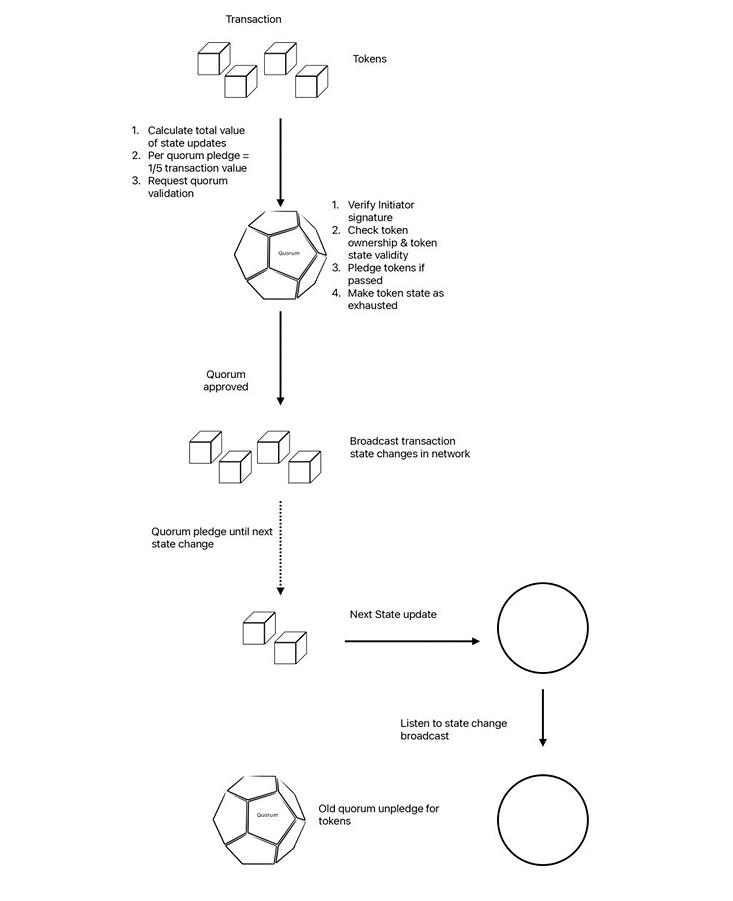 Transaction
Tokens
1. Calculate total value
of state updates
2. Per quorum pledge =
1/5 transaction value
3. Request quorum
validation
1. Verify Initiator
signature
2. Check token
ownership & token
state validity
3. Pledge tokens if
passed
4. Make token state as
exhausted
Quorum
Quorum
approved
Broadcast transaction
state changes in network
Quorum pledge until next
state change
Next State update
Listen to state change
broadcast
Quorum
Old quorum unpledge for
tokens